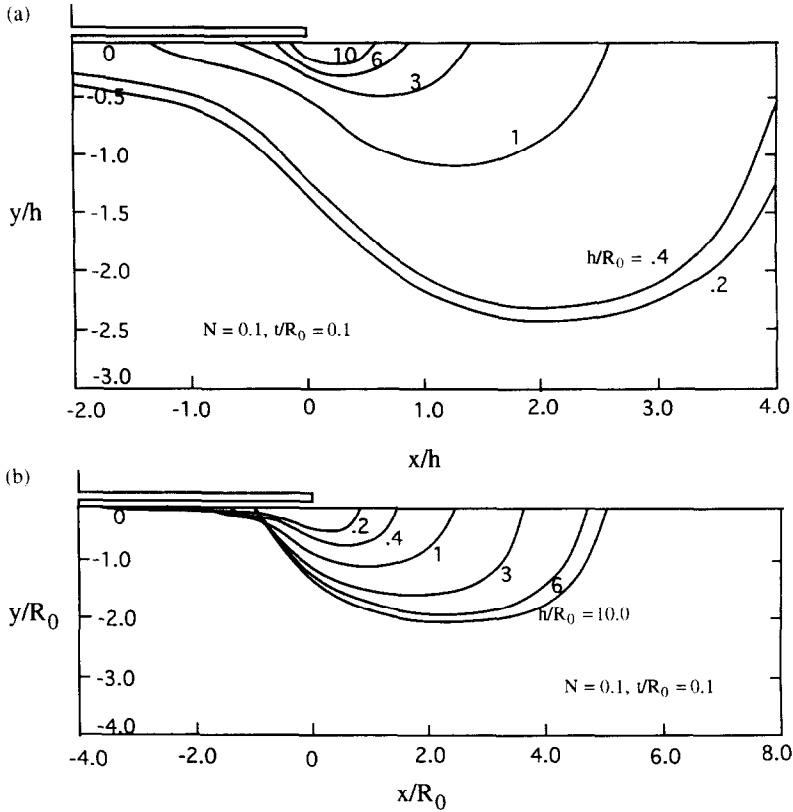 (a)
0
10
6
3
1
-0.5
-1.0
-1.5
-2.0
-2.5
-3.0
y/h
h/R0 = .4
.2
N = 0.1, t/R0 = 0.1
-2.0 -1.0 0 1.0 2.0 3.0 4.0
x/h
(b)
0
.2
.4
1
3
6
h/R0 = 10.0
-1.0
-2.0
-3.0
-4.0
y/R0
N = 0.1, t/R0 = 0.1
-4.0 -2.0 0 2.0 4.0 6.0 8.0
x/R0